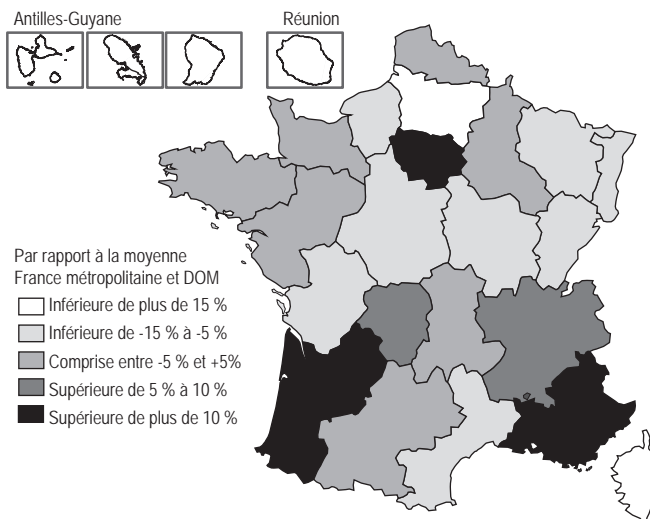 Antilles-Guyane
Réunion
Par rapport à la moyenne
France métropolitaine et DOM
Inférieure de plus de 15 %
Inférieure de -15 % à -5 %
Comprise entre -5 % et +5%
Supérieure de 5 % à 10 %
Supérieure de plus de 10 %